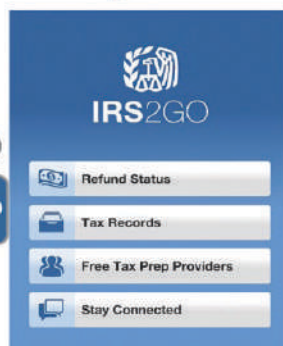 IRS2GO
Refund Status
Tax Records
Free Tax Prep Providers
Stay Connected